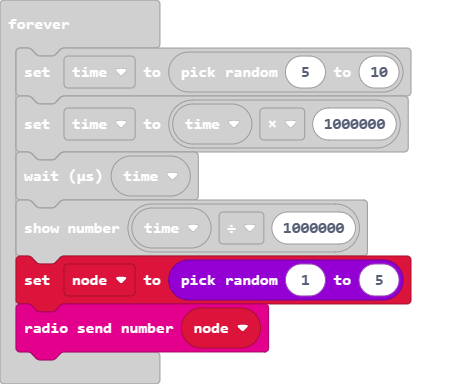 forever
set time to pick random 5 to 10
set time to time × 1000000
wait (µs) time
show number time ÷ 1000000
set node to pick random 1 to 5
radio send number node